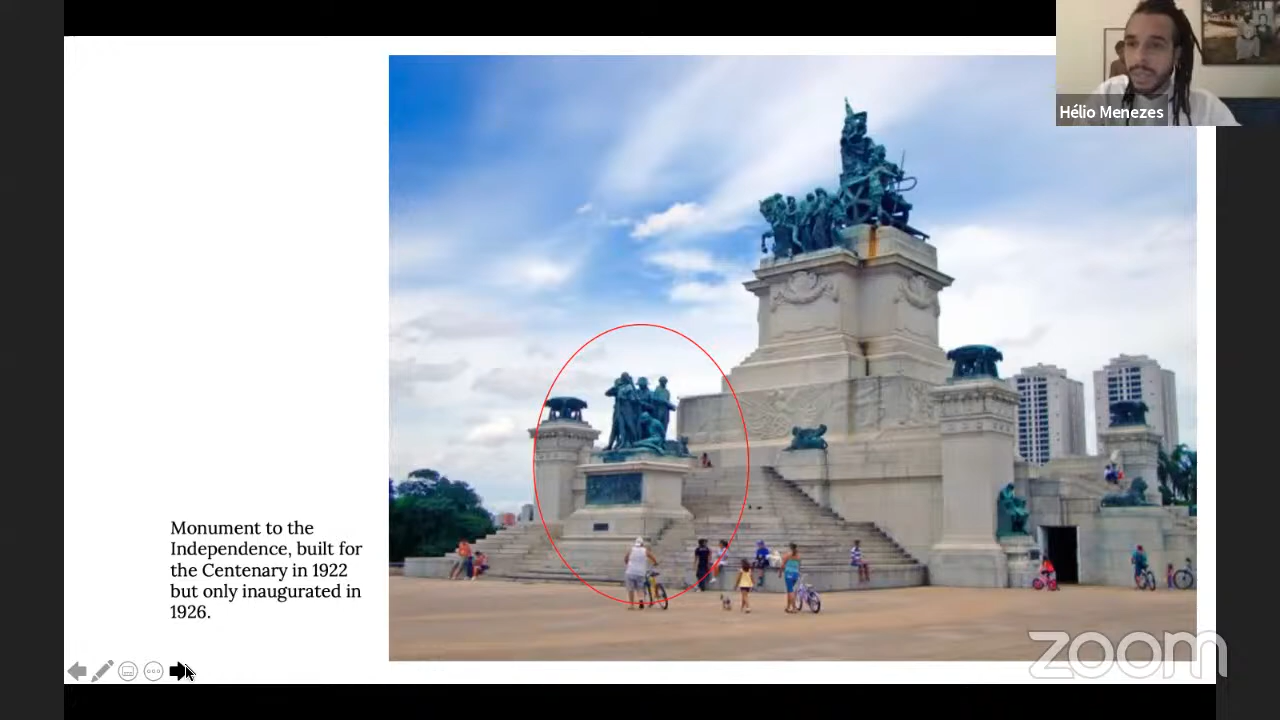 Hélio Menezes
Monument to the
Independence, built for
the Centenary in 1922
but only inaugurated in
1926.
zoom